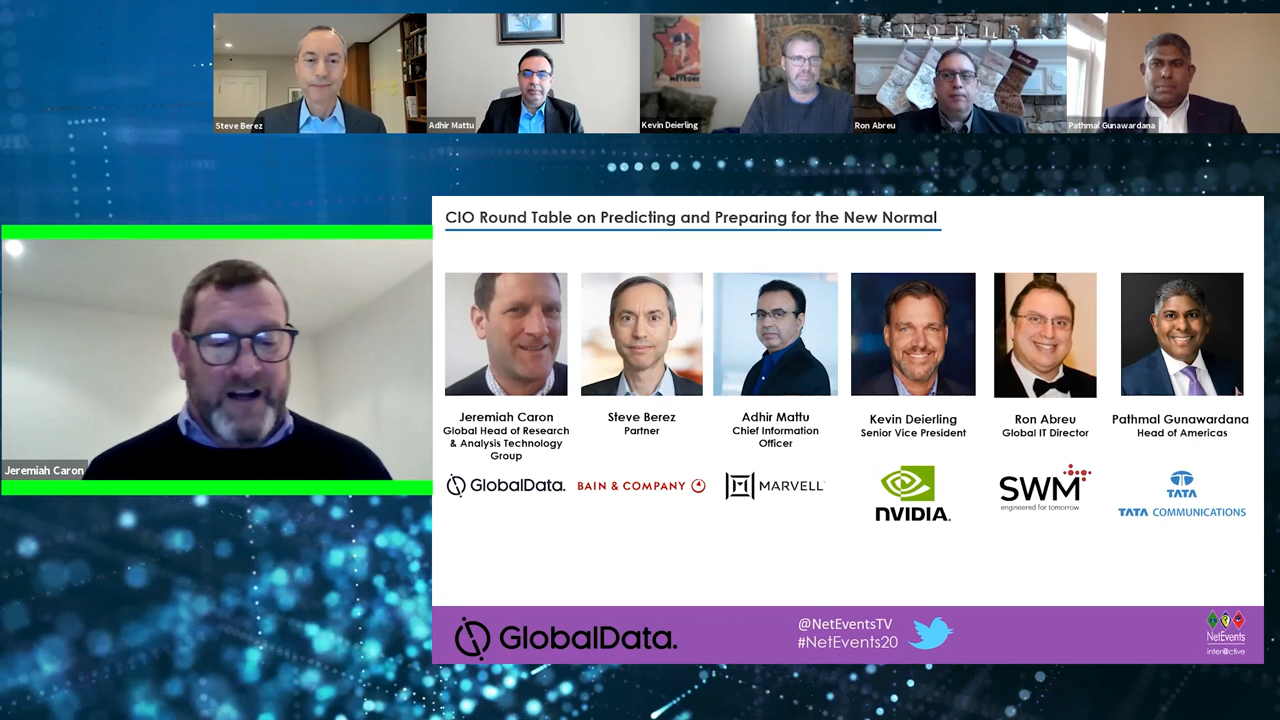 NOEL
Steve Berez
Adhir Mattu
Kevin Deierling
Ron Abreu
Pathmal Gunawardana
CIO Round Table on Predicting and Preparing for the New Normal
Jeremiah Caron
Jeremiah Caron
Global Head of Research
& Analysis Technology
Group
Steve Berez
Partner
Adhir Mattu
Chief Information
Officer
Kevin Deierling
Senior Vice President
Ron Abreu
Global IT Director
Pathmal Gunawardana
Head of Americas
GlobalData.
BAIN & COMPANY
MARVELL
NVIDIA.
SWM
engineered for tomorrow
TATA
TATA COMMUNICATIONS
GlobalData.
@NetEventsTV
#NetEvents20
NetEvents
inter@ctive